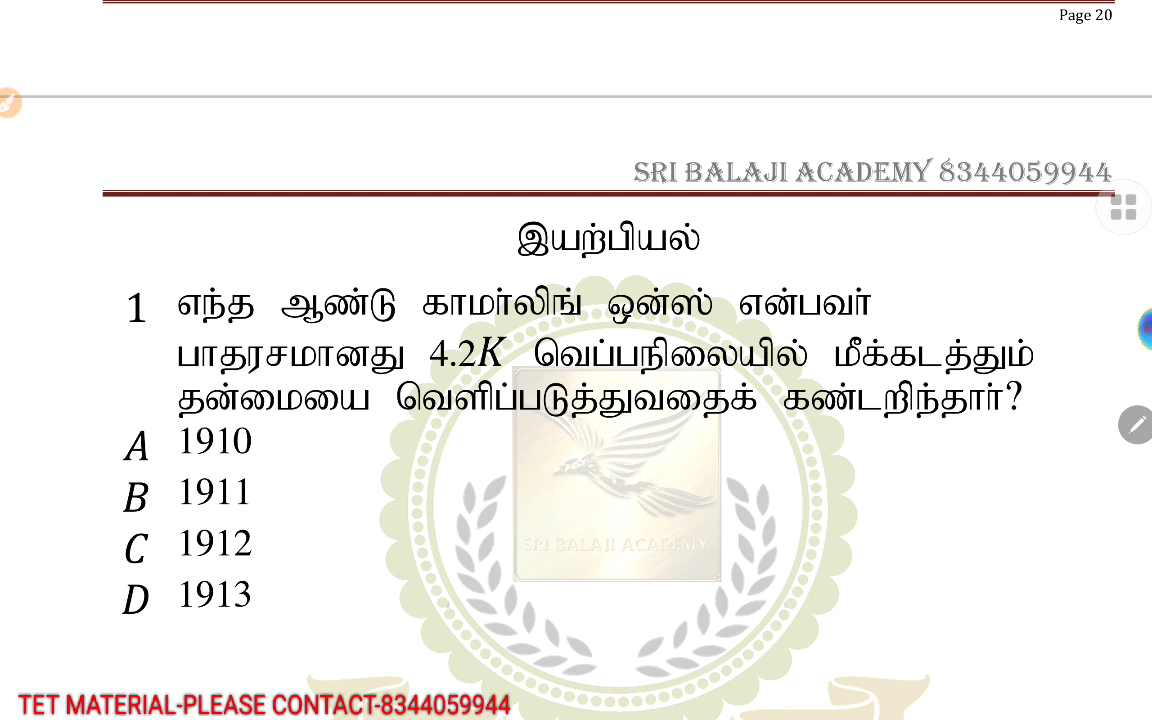 Page 20
SRI BALAJI ACADEMY 8344059944
இயற்பியல்
1 எந்த ஆண்டு காமர்லிங் ஒன்ஸ் என்பவர்
பாதரசமானது 4.2K வெப்பநிலையில் மீக்கடத்தும்
தன்மையை வெளிப்படுத்துவதைக் கண்டறிந்தார்?
A 1910
B 1911
SRI BALAJI ACADEMY
C 1912
D 1913
TET MATERIAL-PLEASE CONTACT-8344059944